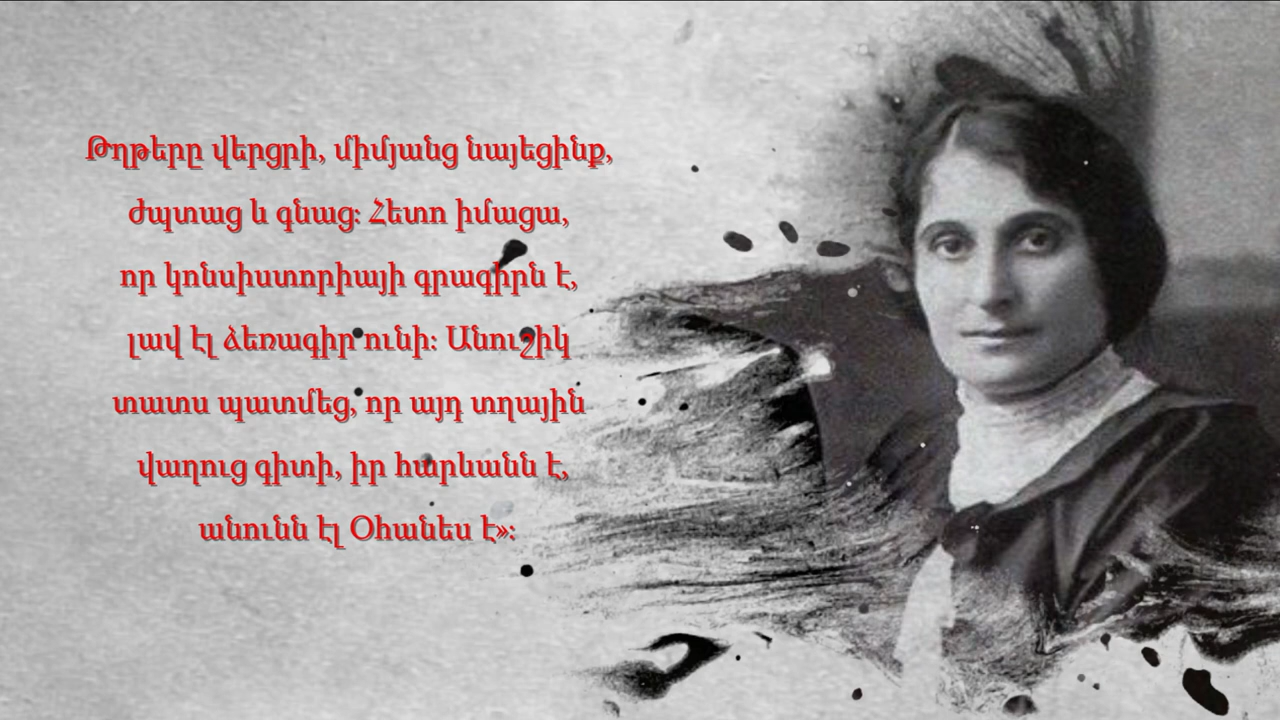 Թղթերը վերցրի, միմյանց նայեցինք,
ժպտաց և գնաց: Հետո իմացա,
որ կոնսիստորիայի գրագիրն է,
լավ էլ ձեռագիր ունի: Անուշիկ
տատս պատմեց, որ այդ տղային
վաղուց գիտի, իր հարևանն է,
անունն էլ Օհանես է»: